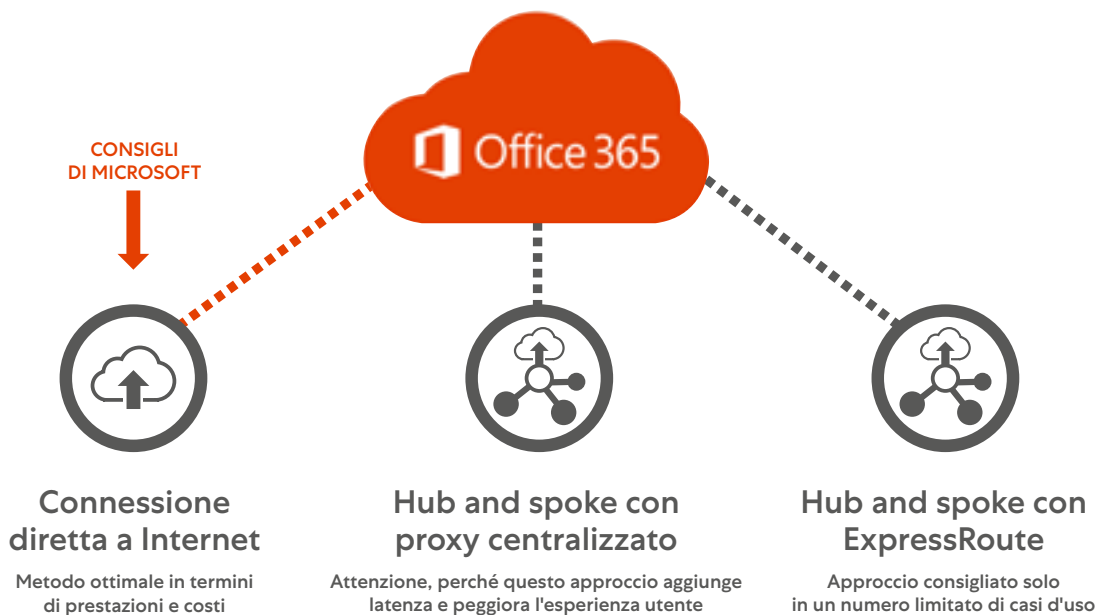 Office 365
CONSIGLI
DI MICROSOFT
Connessione
diretta a Internet
Metodo ottimale in termini
di prestazioni e costi
Hub and spoke con
proxy centralizzato
Attenzione, perché questo approccio aggiunge
latenza e peggiora l'esperienza utente
Hub and spoke con
ExpressRoute
Approccio consigliato solo
in un numero limitato di casi d'uso